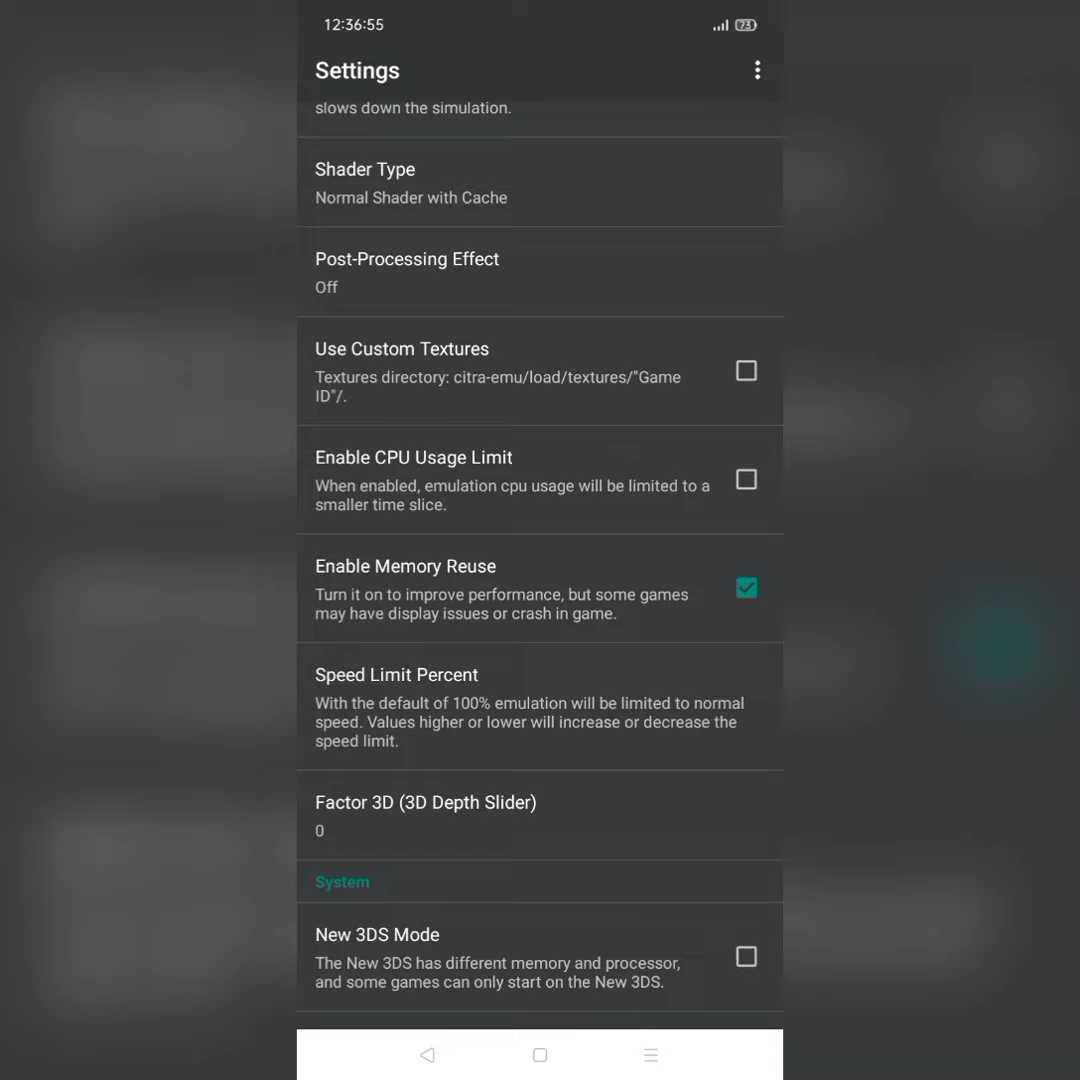 12:36:55
73
Settings
slows down the simulation.
Shader Type
Normal Shader with Cache
Post-Processing Effect
Off
Use Custom Textures
Textures directory: citra-emu/load/textures/"Game
ID"/.
Enable CPU Usage Limit
When enabled, emulation cpu usage will be limited to a
smaller time slice.
Enable Memory Reuse
Turn it on to improve performance, but some games
may have display issues or crash in game.
Speed Limit Percent
With the default of 100% emulation will be limited to normal
speed. Values higher or lower will increase or decrease the
speed limit.
Factor 3D (3D Depth Slider)
0
System
New 3DS Mode
The New 3DS has different memory and processor,
and some games can only start on the New 3DS.